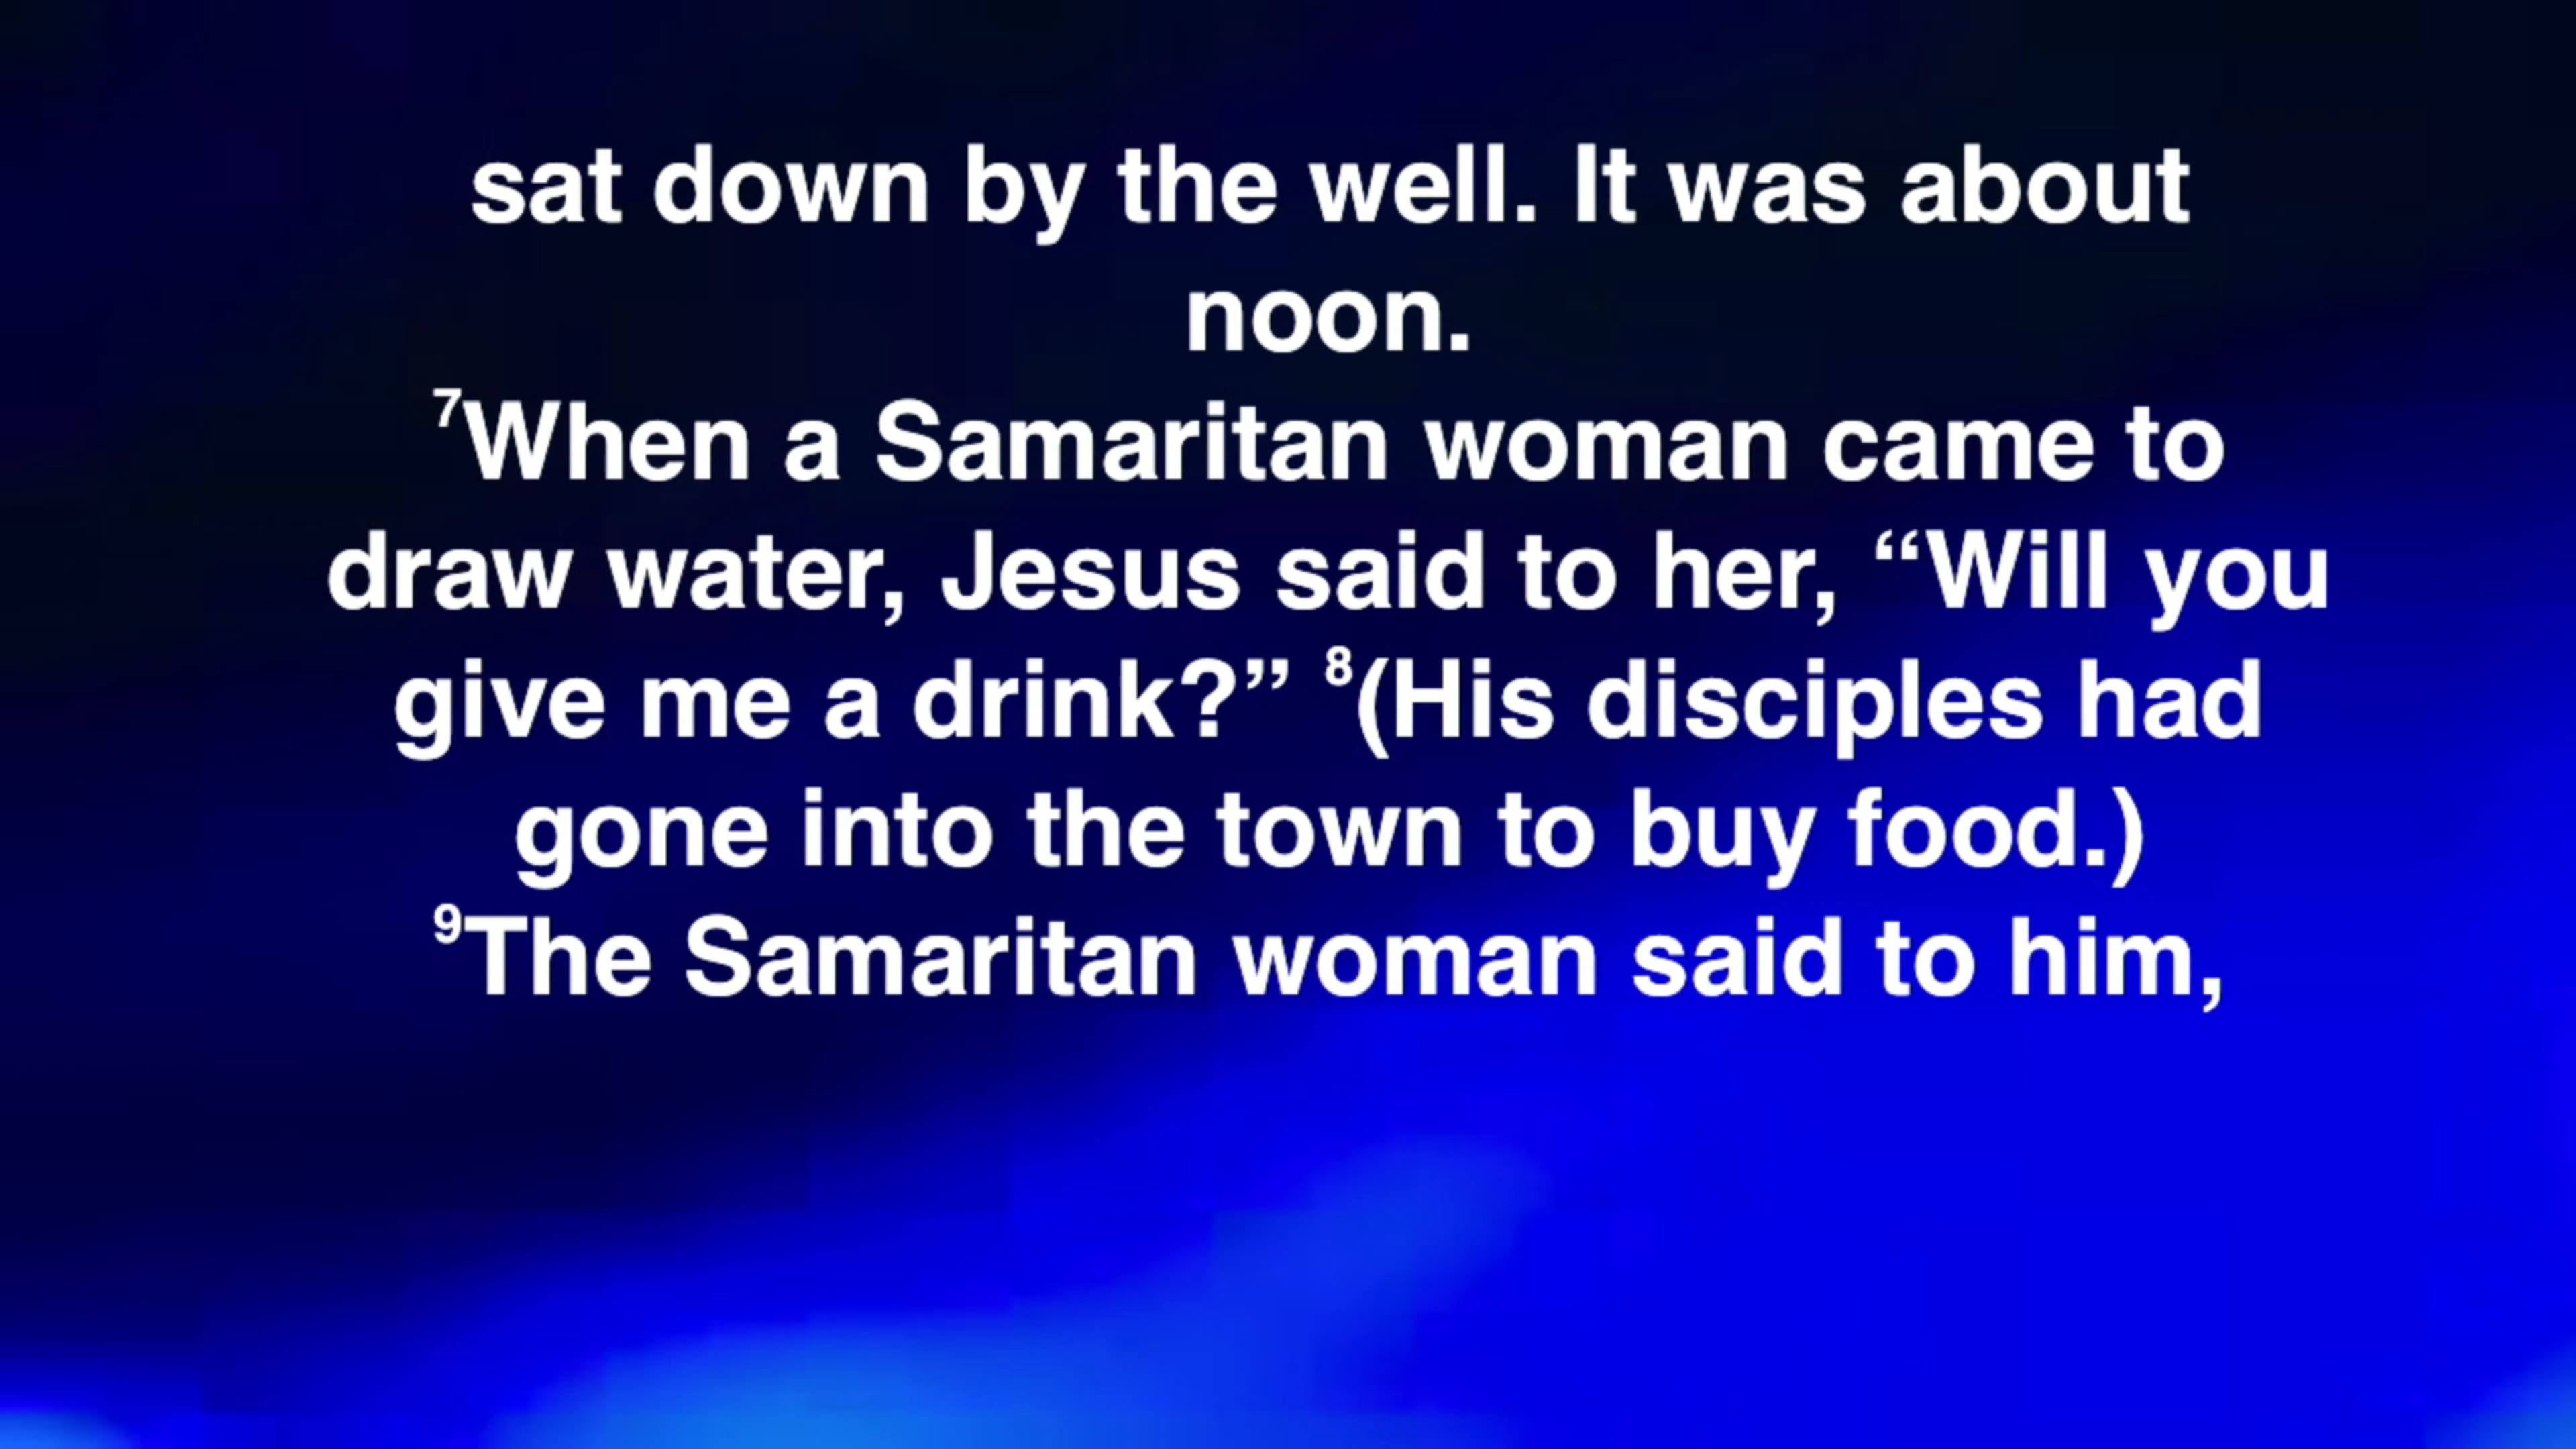 sat down by the well. It was about
noon.
⁷When a Samaritan woman came to
draw water, Jesus said to her, “Will you
give me a drink?” ⁸(His disciples had
gone into the town to buy food.)
⁹The Samaritan woman said to him,